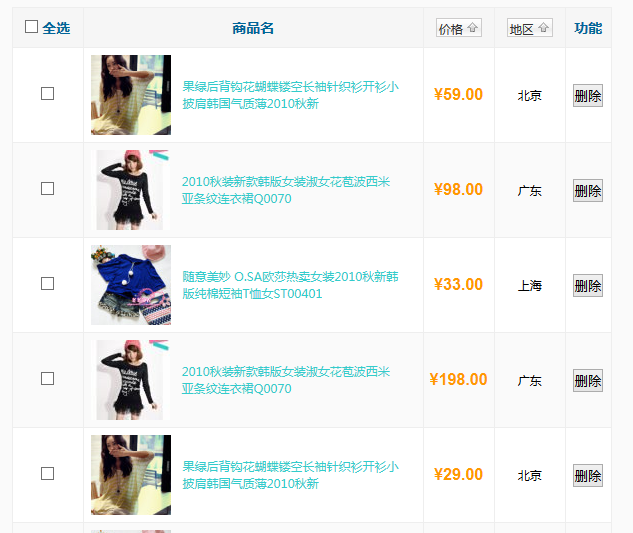 全选 商品名 价格 地区 功能
果绿后背钩花蝴蝶镂空长袖针织衫开衫小
披肩韩国气质薄2010秋新
¥59.00 北京 删除
2010秋装新款韩版女装淑女花苞波西米
亚条纹连衣裙Q0070
¥98.00 广东 删除
随意美妙 O.SA欧莎热卖女装2010秋新韩
版纯棉短袖T恤女ST00401
¥33.00 上海 删除
2010秋装新款韩版女装淑女花苞波西米
亚条纹连衣裙Q0070
¥198.00 广东 删除
果绿后背钩花蝴蝶镂空长袖针织衫开衫小
披肩韩国气质薄2010秋新
¥29.00 北京 删除